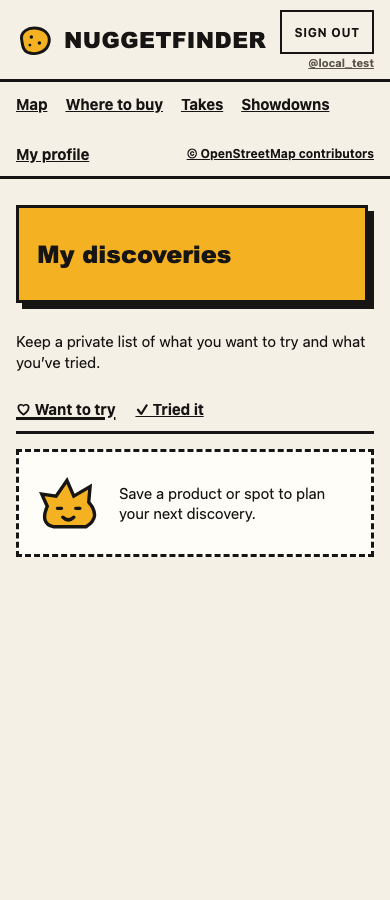 NUGGETFINDER
SIGN OUT
@local_test
Map Where to buy Takes Showdowns
My profile © OpenStreetMap contributors
My discoveries
Keep a private list of what you want to try and what
you’ve tried.
♡ Want to try ✓ Tried it
Save a product or spot to plan
your next discovery.